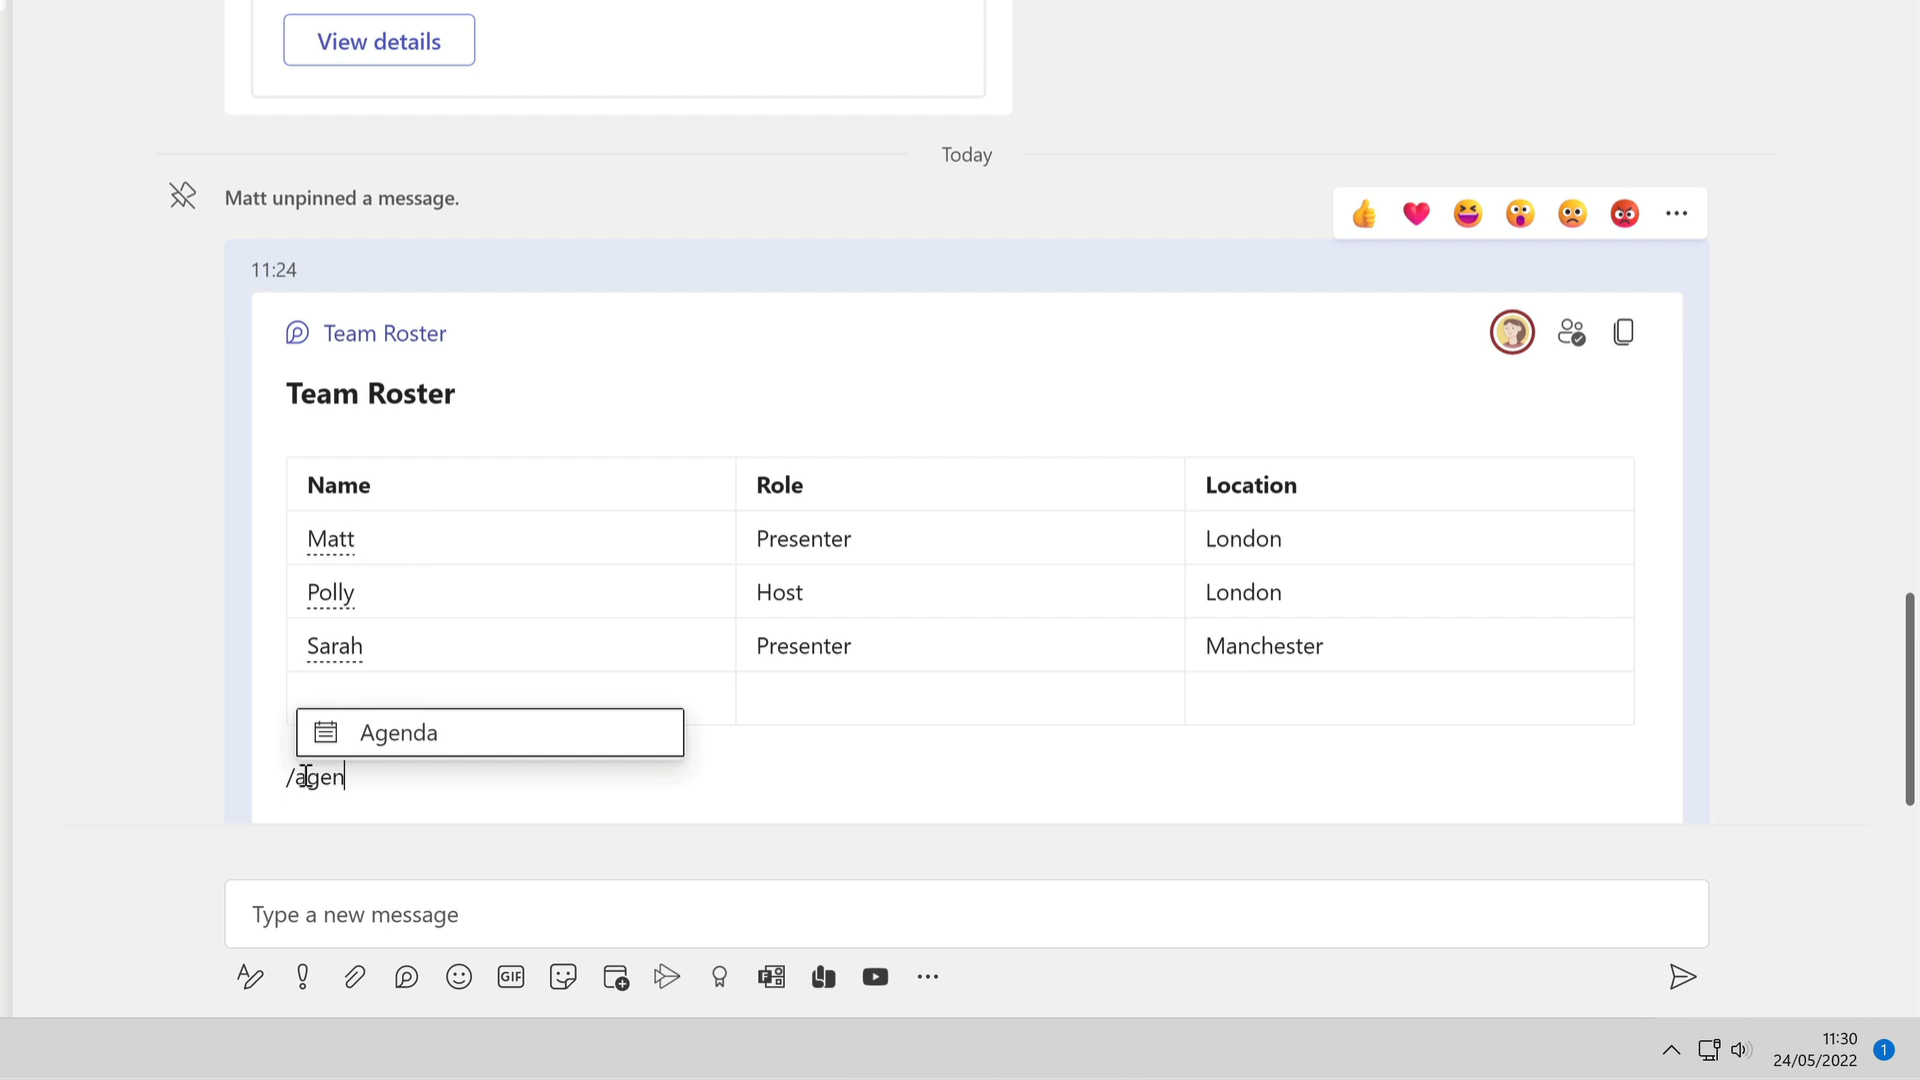 View details
Today
Matt unpinned a message.
11:24
Team Roster
Team Roster
Name Role Location
Matt Presenter London
Polly Host London
Sarah Presenter Manchester
Agenda
/agen
Type a new message
GIF
11:30
24/05/2022 1